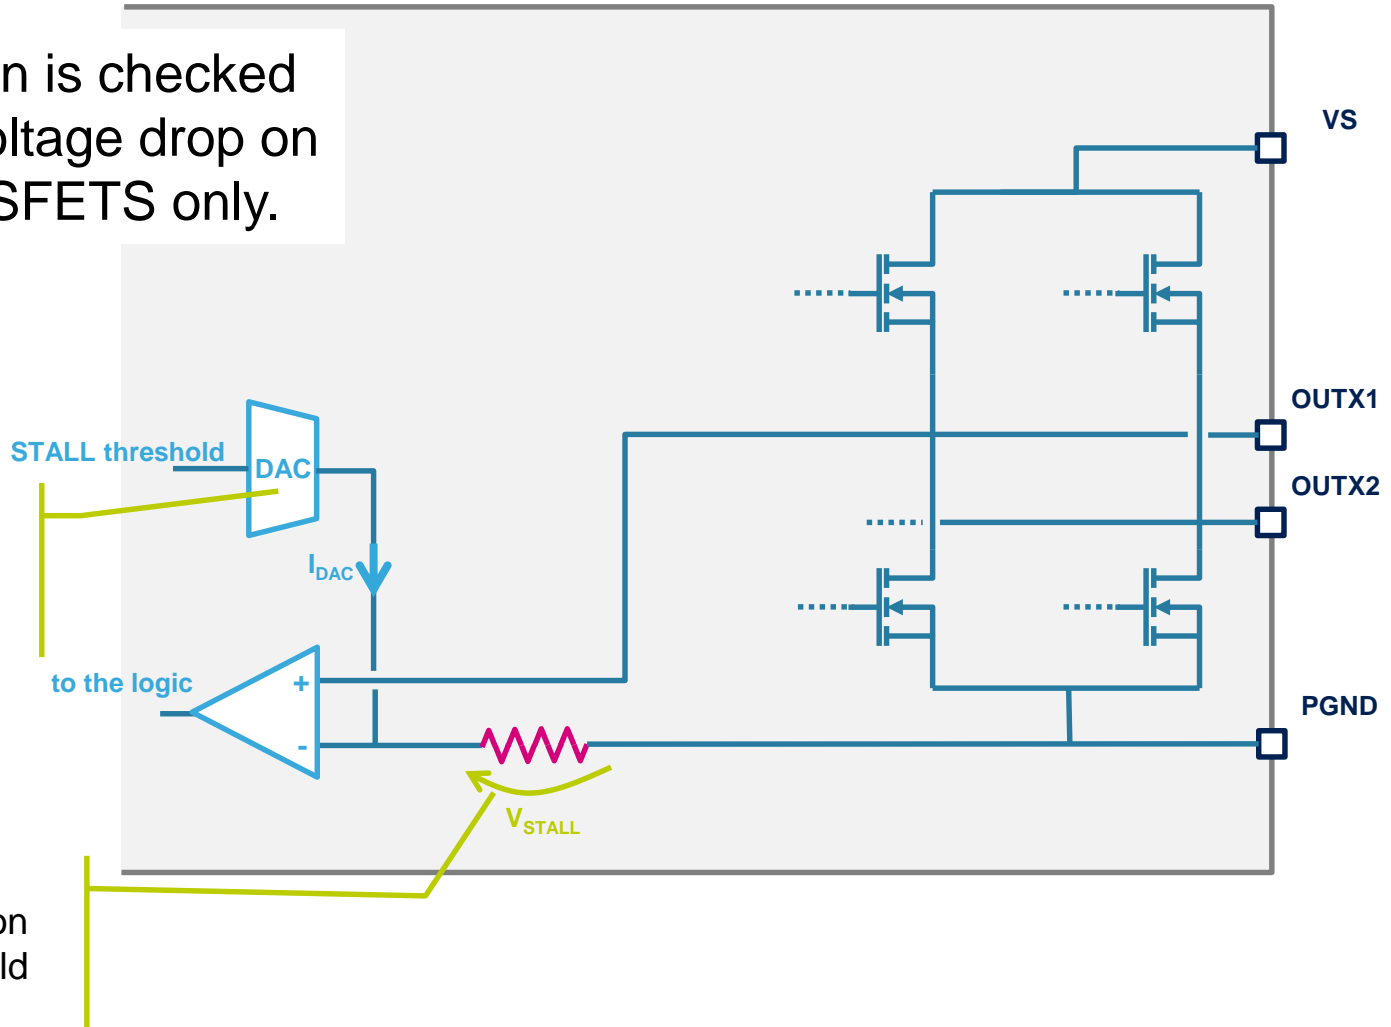 n is checked
oltage drop on
SFETS only.
VS
OUTX1
STALL threshold
DAC
OUTX2
IDAC
to the logic
+
-
PGND
VSTALL
on
ld